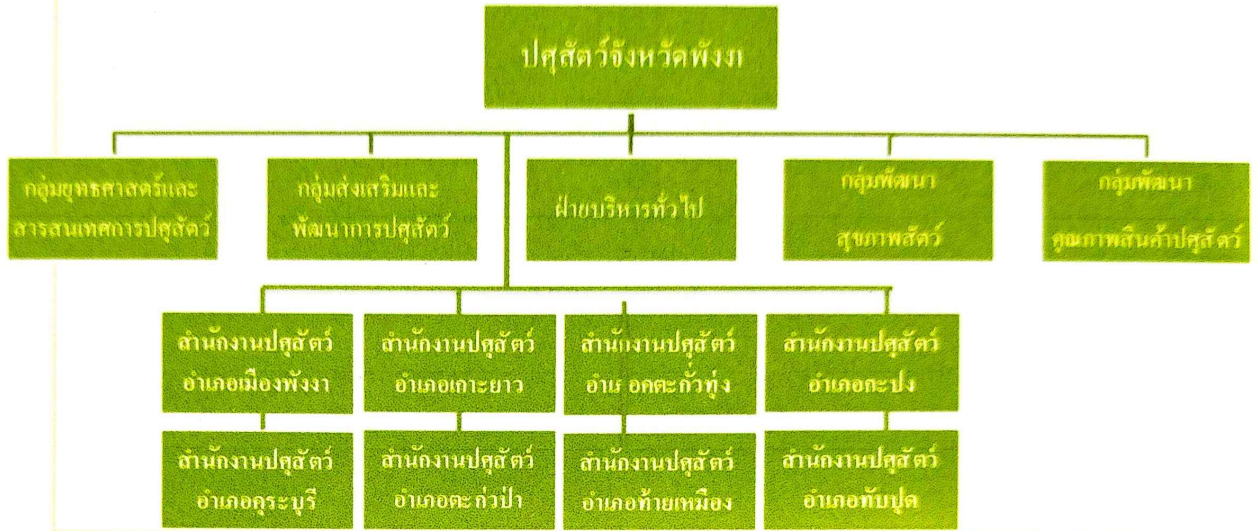 ปศุสัตว์จังหวัดพังงา
กลุ่มยุทธศาสตร์และ
สารสนเทศการปศุสัตว์
กลุ่มส่งเสริมและ
พัฒนาการปศุสัตว์
ฝ่ายบริหารทั่วไป
กลุ่มพัฒนา
สุขภาพสัตว์
กลุ่มพัฒนา
คุณภาพสินค้าปศุสัตว์
สำนักงานปศุสัตว์
อำเภอเมืองพังงา
สำนักงานปศุสัตว์
อำเภอเกาะยาว
สำนักงานปศุสัตว์
อำเภอตะกั่วทุ่ง
สำนักงานปศุสัตว์
อำเภอกะปง
สำนักงานปศุสัตว์
อำเภอคุระบุรี
สำนักงานปศุสัตว์
อำเภอตะกั่วป่า
สำนักงานปศุสัตว์
อำเภอท้ายเหมือง
สำนักงานปศุสัตว์
อำเภอทับปุด